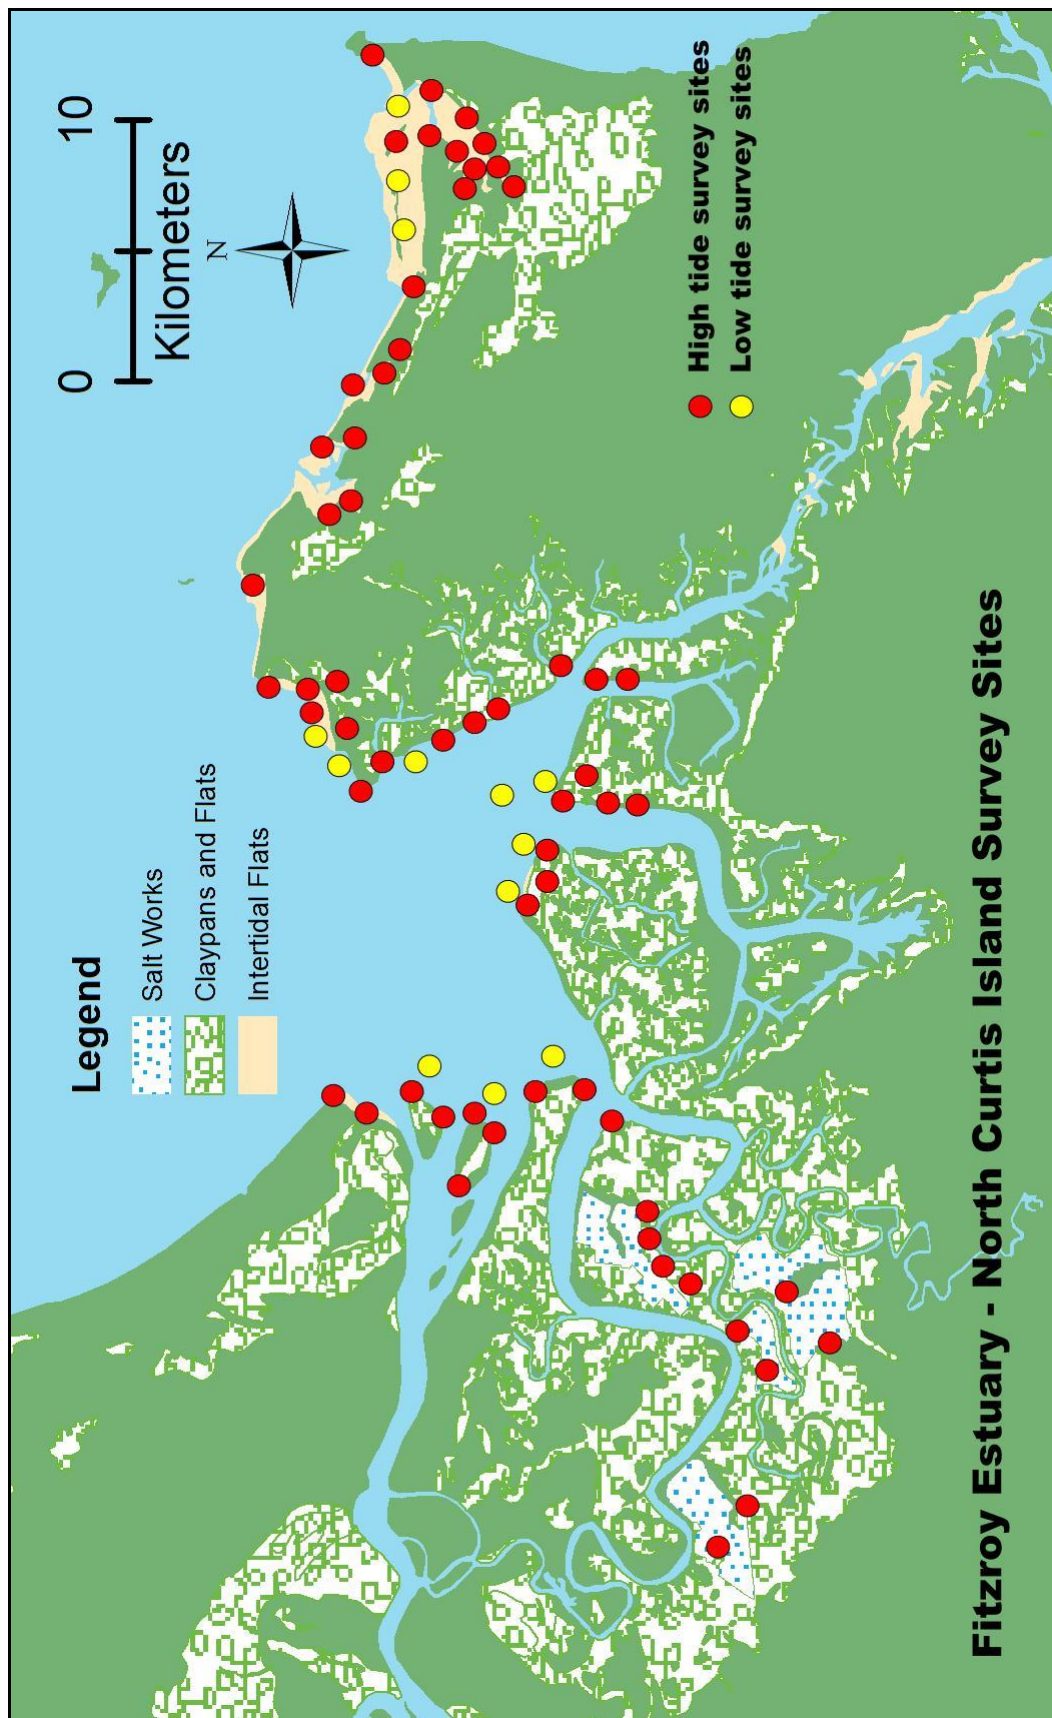 Legend
Salt Works
Claypans and Flats
Intertidal Flats
0 10
Kilometers
N
High tide survey sites
Low tide survey sites
Fitzroy Estuary - North Curtis Island Survey Sites